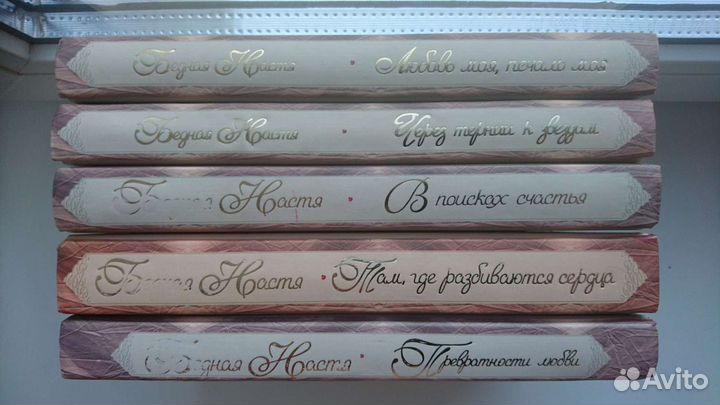 Бедная Настя · Любовь моя, печаль моя
Бедная Настя · Через тернии к звездам
Бедная Настя · В поисках счастья
Бедная Настя · Там, где разбиваются сердца
Бедная Настя · Превратности любви
Avito